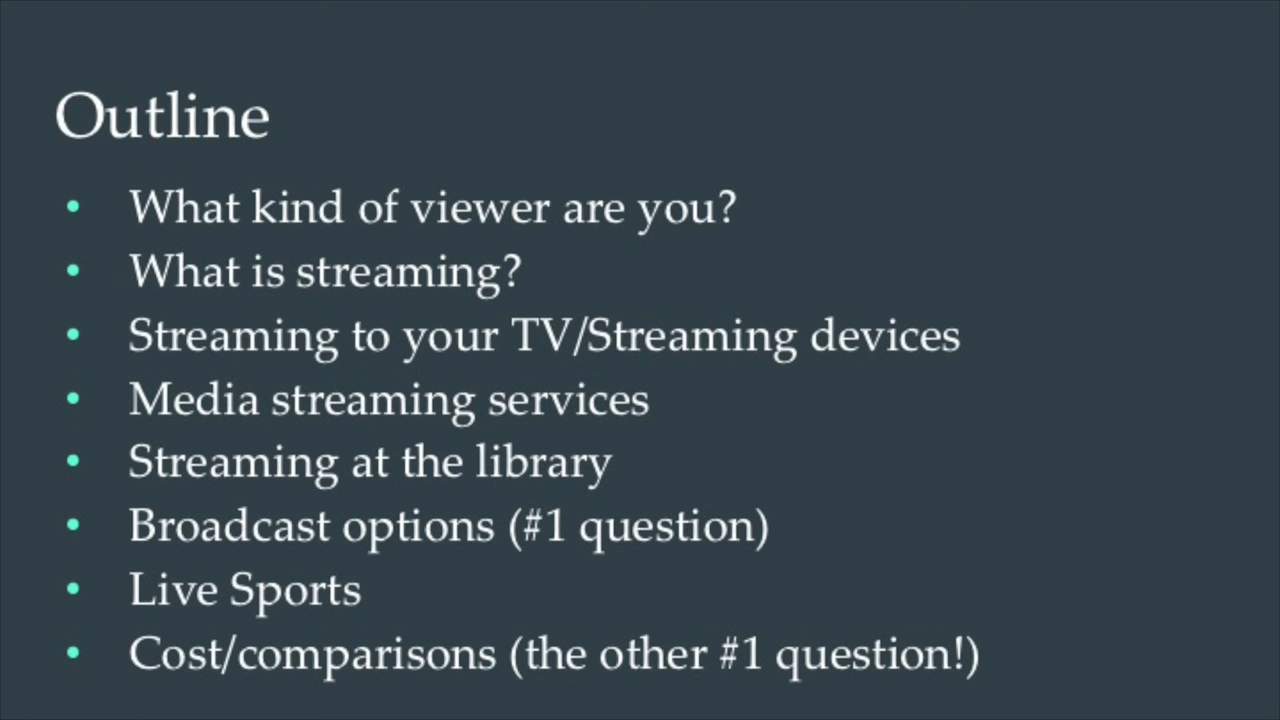 Outline
• What kind of viewer are you?
• What is streaming?
• Streaming to your TV/Streaming devices
• Media streaming services
• Streaming at the library
• Broadcast options (#1 question)
• Live Sports
• Cost/comparisons (the other #1 question!)